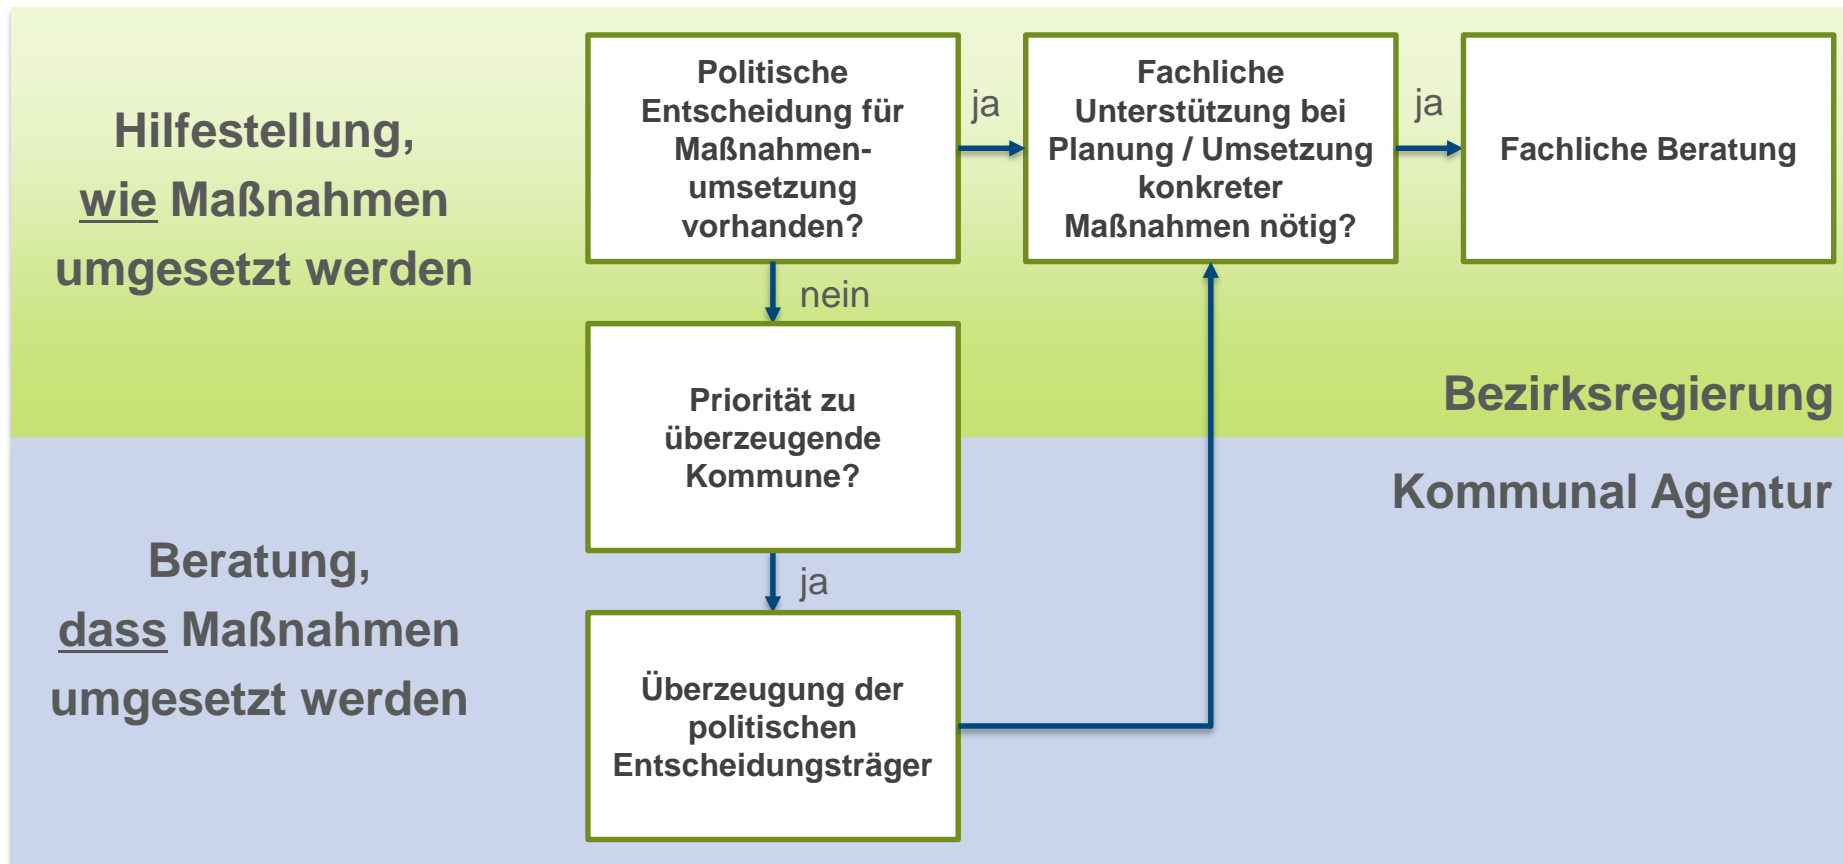 Hilfestellung,
wie Maßnahmen
umgesetzt werden
Politische
Entscheidung für
Maßnahmen-
umsetzung
vorhanden?
ja
Fachliche
Unterstützung bei
Planung / Umsetzung
konkreter
Maßnahmen nötig?
ja
Fachliche Beratung
nein
Priorität zu
überzeugende
Kommune?
Bezirksregierung
Kommunal Agentur
Beratung,
dass Maßnahmen
umgesetzt werden
ja
Überzeugung der
politischen
Entscheidungsträger